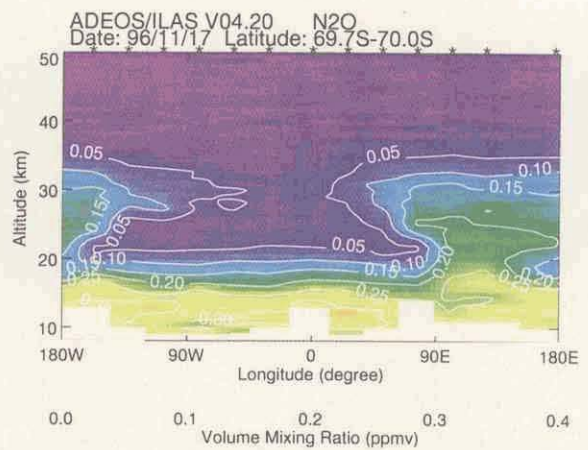 ADEOS/ILAS V04.20 N2O
Date: 96/11/17 Latitude: 69.7S-70.0S
* * * * * * * * * * * * * *
50
40
30
20
10
Altitude (km)
0.05
0.05
0.10
0.15
0.15
0.05
0.05
0.10
0.10
0.15
0.20
0.20
0.25
0.25
0.20
0.30
180W 90W 0 90E 180E
Longitude (degree)
0.0 0.1 0.2 0.3 0.4
Volume Mixing Ratio (ppmv)